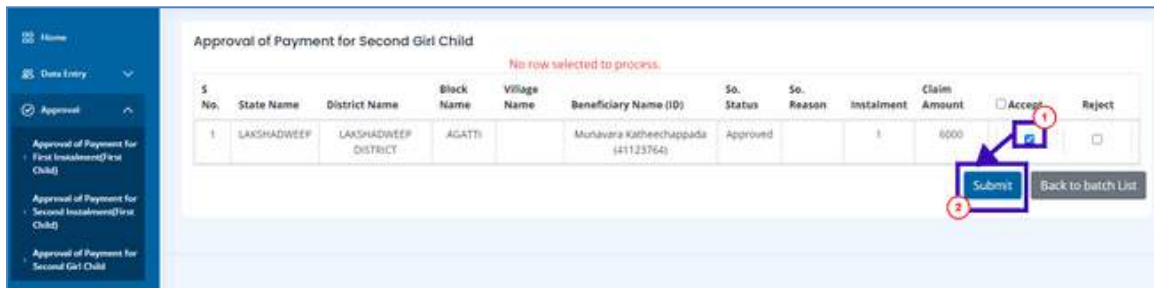 Home
Data Entry
Approval
Approval of Payment for
First Instalment(First
Child)
Approval of Payment for
Second Instalment(First
Child)
Approval of Payment for
Second Girl Child
Approval of Payment for Second Girl Child
No row selected to process.
S No. State Name District Name Block Name Village Name Beneficiary Name (ID) So. Status So. Reason Instalment Claim Amount Accept Reject
1 LAKSHADWEEP LAKSHADWEEP DISTRICT AGATTI Munavara Katheechappada (41123764) Approved 1 6000
1
Submit Back to batch List
2